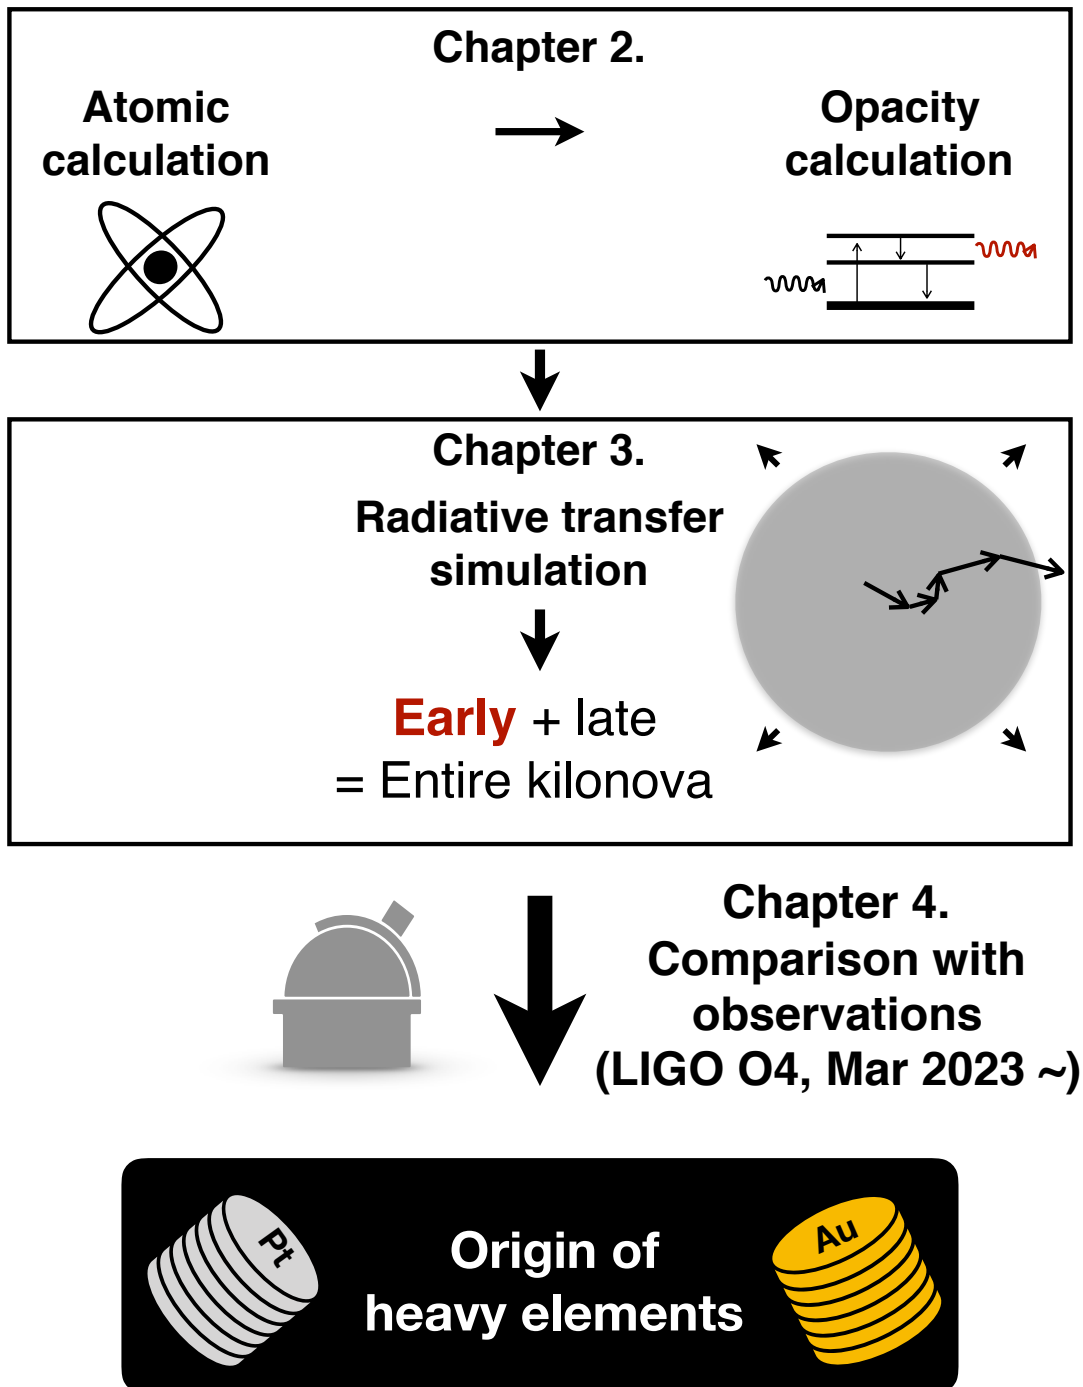 Chapter 2.
Atomic
calculation
Opacity
calculation
Chapter 3.
Radiative transfer
simulation
Early + late
= Entire kilonova
Chapter 4.
Comparison with
observations
(LIGO O4, Mar 2023 ~)
Pt
Origin of
heavy elements
Au